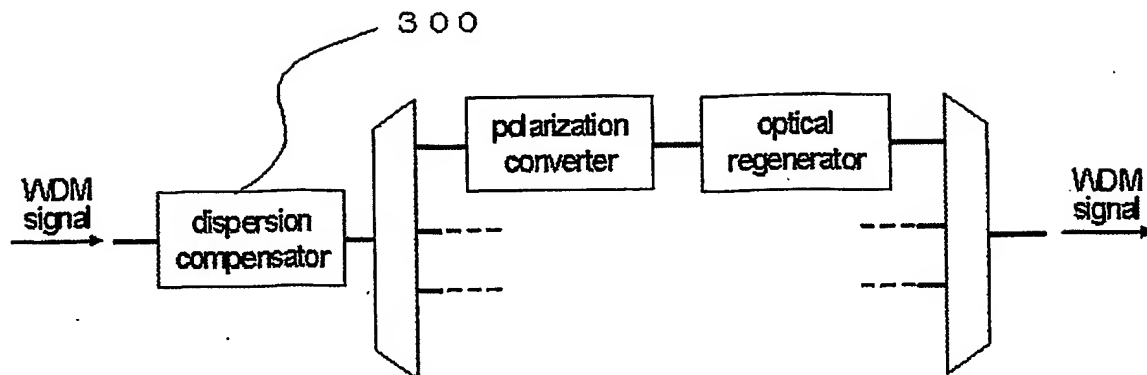 300
polarization
converter
optical
regenerator
WDM
signal
dispersion
compensator
WDM
signal